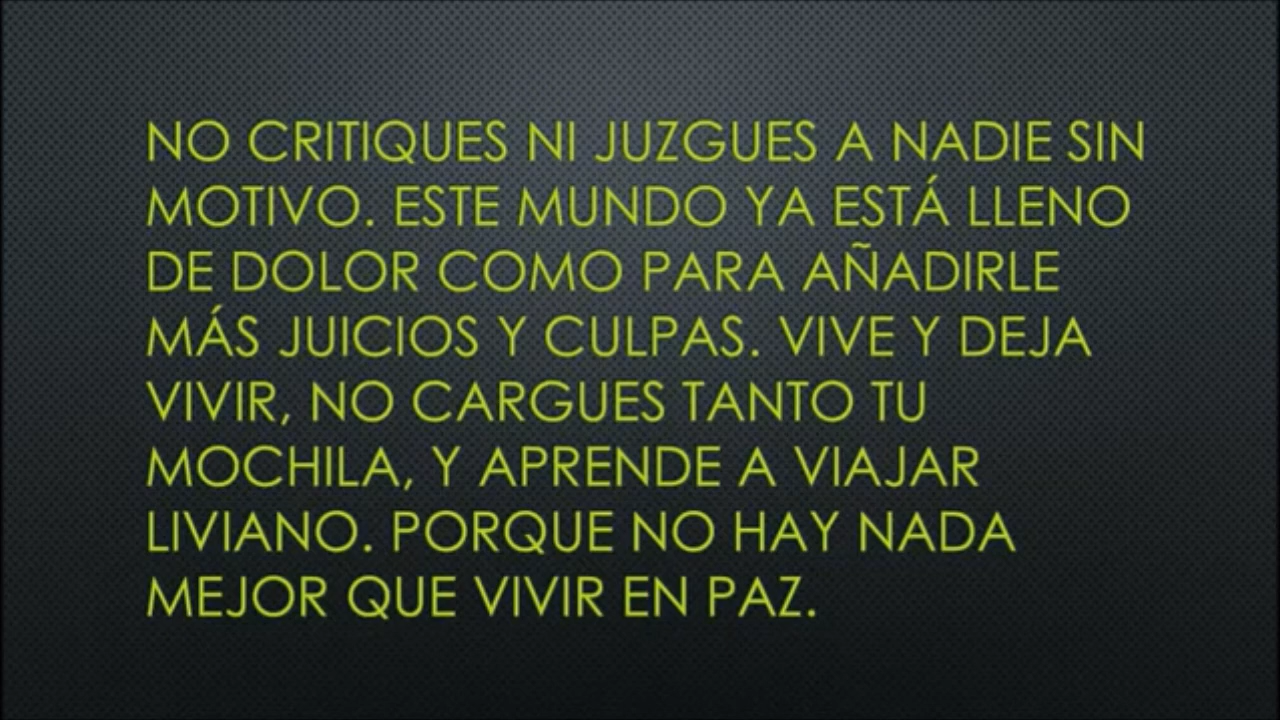 NO CRITIQUES NI JUZGUES A NADIE SIN
MOTIVO. ESTE MUNDO YA ESTÁ LLENO
DE DOLOR COMO PARA AÑADIRLE
MÁS JUICIOS Y CULPAS. VIVE Y DEJA
VIVIR, NO CARGUES TANTO TU
MOCHILA, Y APRENDE A VIAJAR
LIVIANO. PORQUE NO HAY NADA
MEJOR QUE VIVIR EN PAZ.